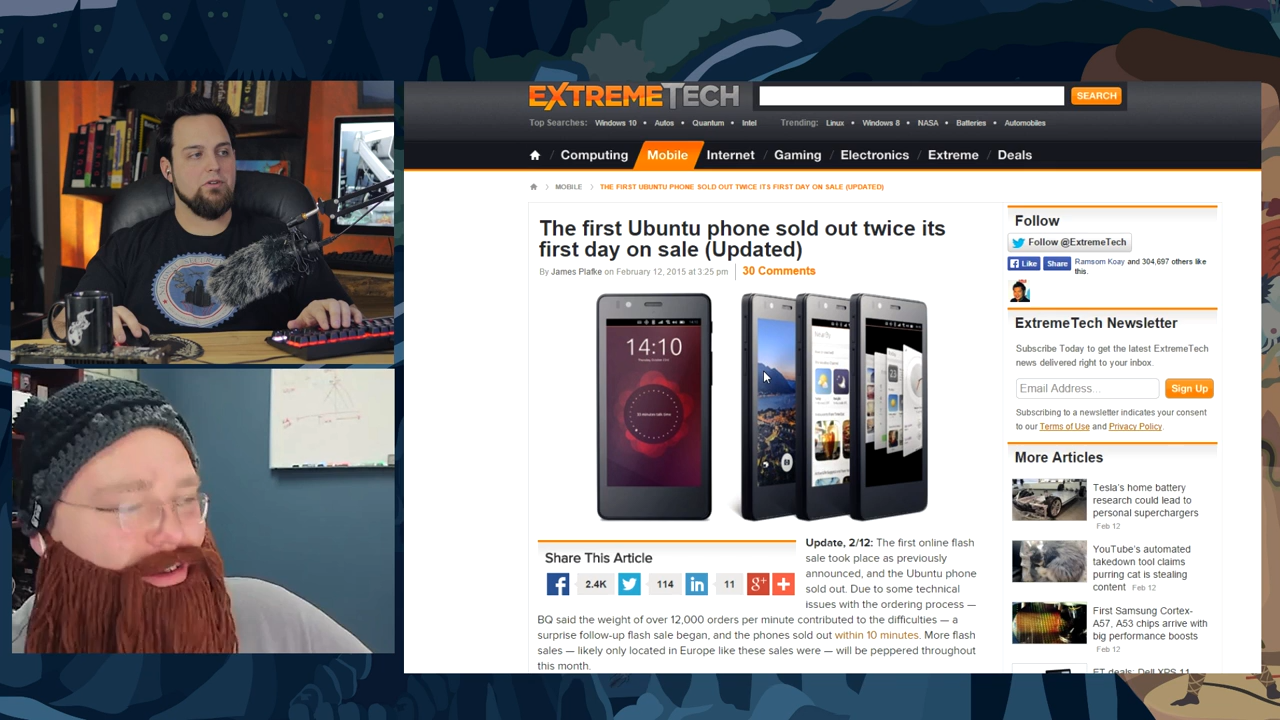 DUNE
EXTREMETECH
SEARCH
Top Searches: Windows 10 • Autos • Quantum • Intel Trending: Linux • Windows 8 • NASA • Batteries • Automobiles
Computing / Mobile Internet / Gaming / Electronics / Extreme / Deals
MOBILE THE FIRST UBUNTU PHONE SOLD OUT TWICE ITS FIRST DAY ON SALE (UPDATED)
The first Ubuntu phone sold out twice its
first day on sale (Updated)
By James Plafke on February 12, 2015 at 3:25 pm 30 Comments
14:10
Share This Article
2.4K 114 11
Update, 2/12: The first online flash
sale took place as previously
announced, and the Ubuntu phone
sold out. Due to some technical
issues with the ordering process —
BQ said the weight of over 12,000 orders per minute contributed to the difficulties — a
surprise follow-up flash sale began, and the phones sold out within 10 minutes. More flash
sales — likely only located in Europe like these sales were — will be peppered throughout
this month.
Follow
Follow @ExtremeTech
Like Share Ramsom Koay and 304,697 others like
this.
ExtremeTech Newsletter
Subscribe Today to get the latest ExtremeTech
news delivered right to your inbox.
Email Address...
Sign Up
Subscribing to a newsletter indicates your consent
to our Terms of Use and Privacy Policy.
More Articles
Tesla's home battery
research could lead to
personal superchargers
Feb 12
YouTube's automated
takedown tool claims
purring cat is stealing
content Feb 12
First Samsung Cortex-
A57, A53 chips arrive with
big performance boosts
Feb 12
ET deals: Dell XPS 11